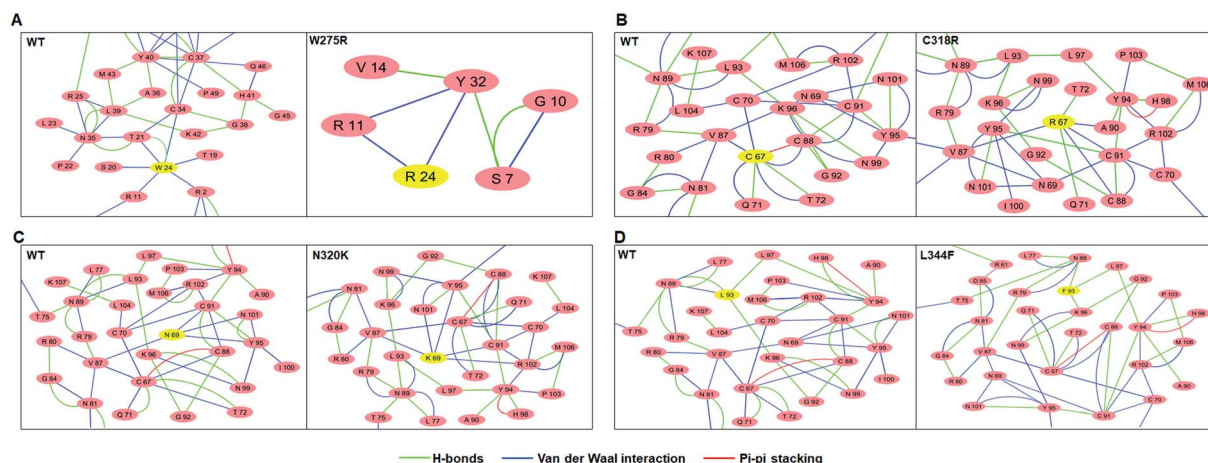 A
WT
Y 40
C 37
M 43
Q 46
R 25
A 36
P 49
H 41
L 39
C 34
G 45
L 23
K 42
G 38
N 35
T 21
P 22
S 20
T 19
W 24
R 11
R 2
W275R
V 14
Y 32
G 10
R 11
R 24
S 7
B
WT
K 107
M 106
R 102
N 89
L 93
N 101
L 104
C 70
N 69
C 91
K 96
R 79
V 87
Y 95
C 88
R 80
C 67
N 99
G 92
G 84
N 81
Q 71
T 72
C318R
L 93
L 97
P 103
N 89
N 99
T 72
M 106
K 96
Y 94
H 98
R 79
Y 95
R 67
A 90
R 102
V 87
G 92
C 91
C 70
N 101
N 69
I 100
Q 71
C 88
C
WT
L 97
Y 94
L 77
P 103
K 107
L 93
R 102
N 89
M 106
A 90
L 104
C 91
T 75
N 101
C 70
N 69
R 80
R 79
Y 95
K 96
C 88
V 87
I 100
G 84
C 67
N 99
N 81
Q 71
G 92
T 72
N320K
G 92
N 99
C 88
N 81
Y 95
K 107
K 96
N 101
Q 71
C 67
L 104
G 84
V 87
C 70
C 91
R 80
L 93
K 69
M 106
R 102
R 79
T 72
N 89
L 97
Y 94
P 103
T 75
L 77
A 90
H 98
D
WT
L 97
H 98
L 77
A 90
N 89
P 103
L 93
M 106
R 102
Y 94
K 107
C 70
C 91
N 101
T 75
L 104
R 79
N 69
Y 95
R 80
V 87
K 96
C 88
I 100
G 84
C 67
N 99
G 92
N 81
T 72
Q 71
L344F
L 77
N 89
R 61
D 85
L 97
G 92
T 75
R 79
F 93
P 103
Q 71
K 96
N 81
T 72
C 88
Y 94
H 98
N 99
V 87
M 106
G 84
R 102
C 67
R 80
N 69
A 90
C 70
N 101
Y 95
C 91
H-bonds
Van der Waal interaction
Pi-pi stacking